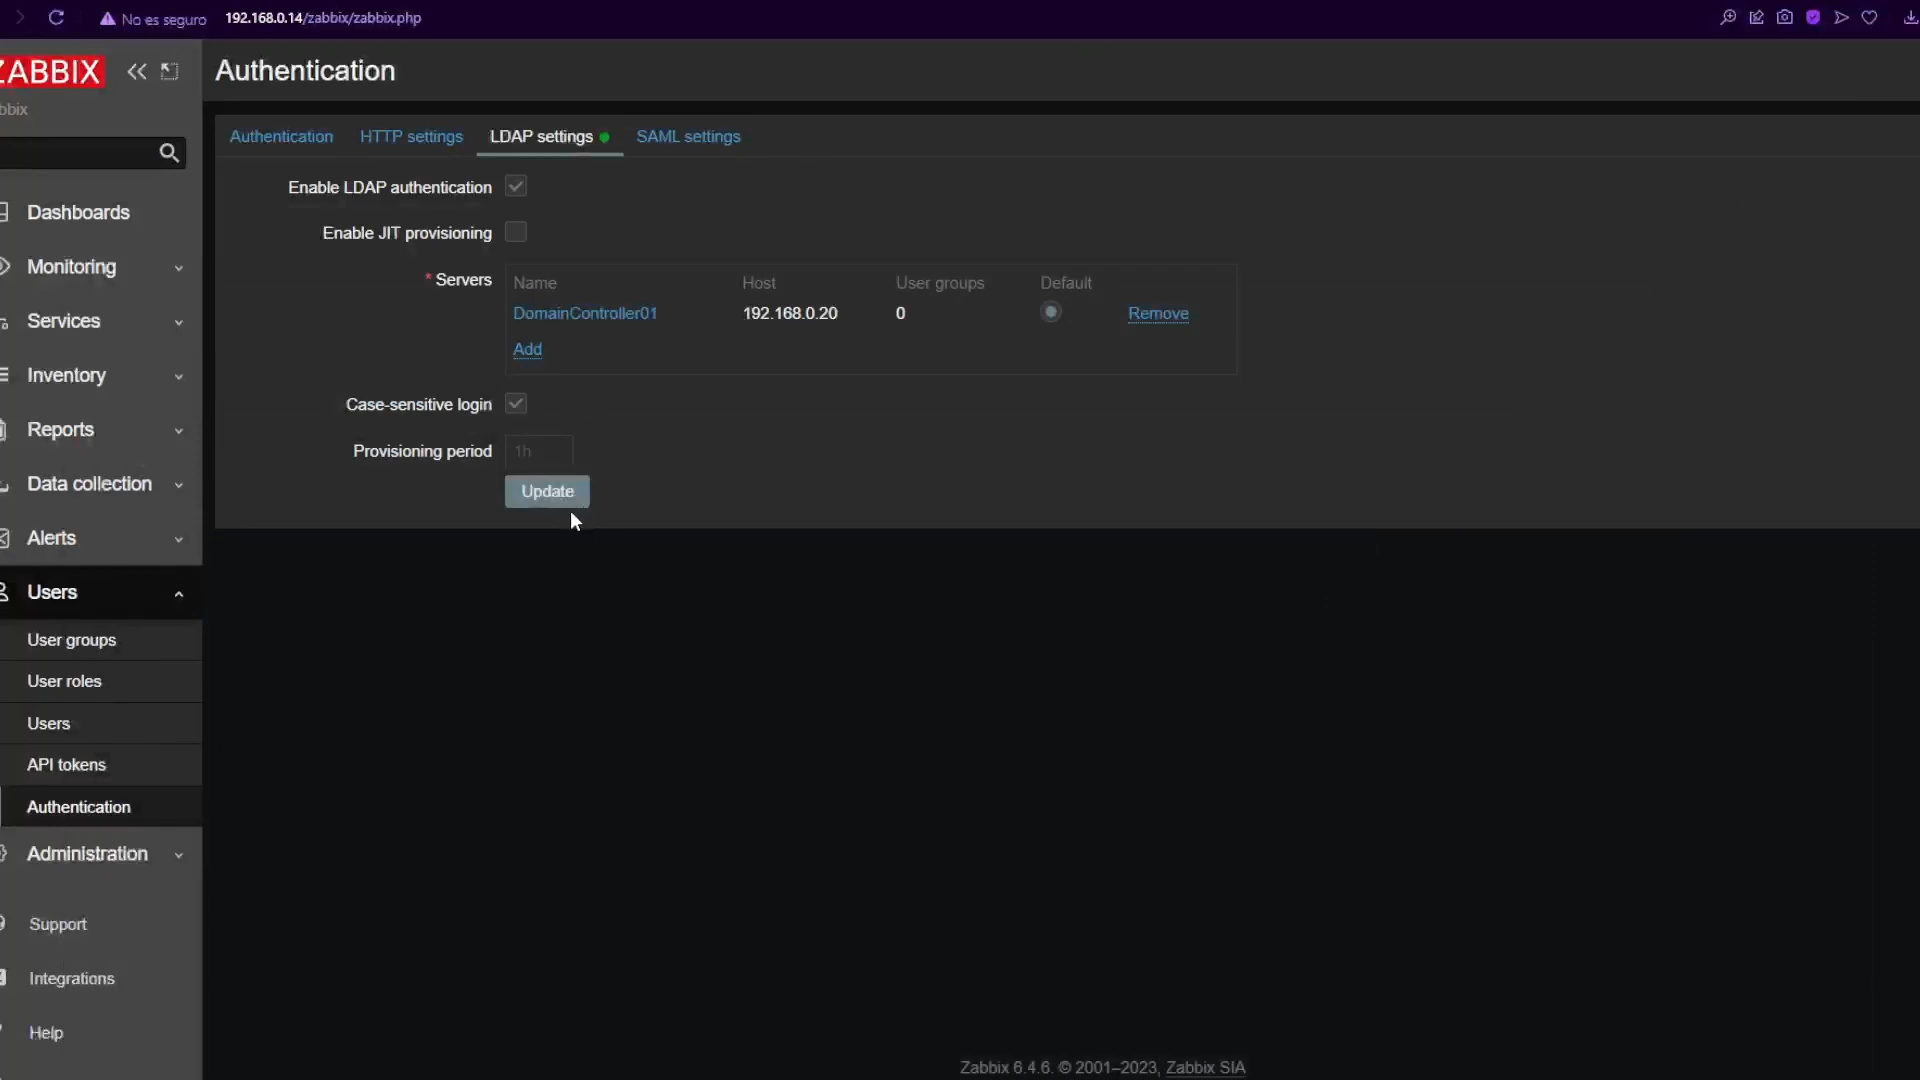 No es seguro 192.168.0.14/zabbix/zabbix.php
ZABBIX
bbix
Authentication
Authentication HTTP settings LDAP settings SAML settings
Enable LDAP authentication
Enable JIT provisioning
* Servers
Name Host User groups Default
DomainController01 192.168.0.20 0 Remove
Add
Case-sensitive login
Provisioning period 1h
Update
Dashboards
Monitoring
Services
Inventory
Reports
Data collection
Alerts
Users
User groups
User roles
Users
API tokens
Authentication
Administration
Support
Integrations
Help
Zabbix 6.4.6. © 2001–2023, Zabbix SIA